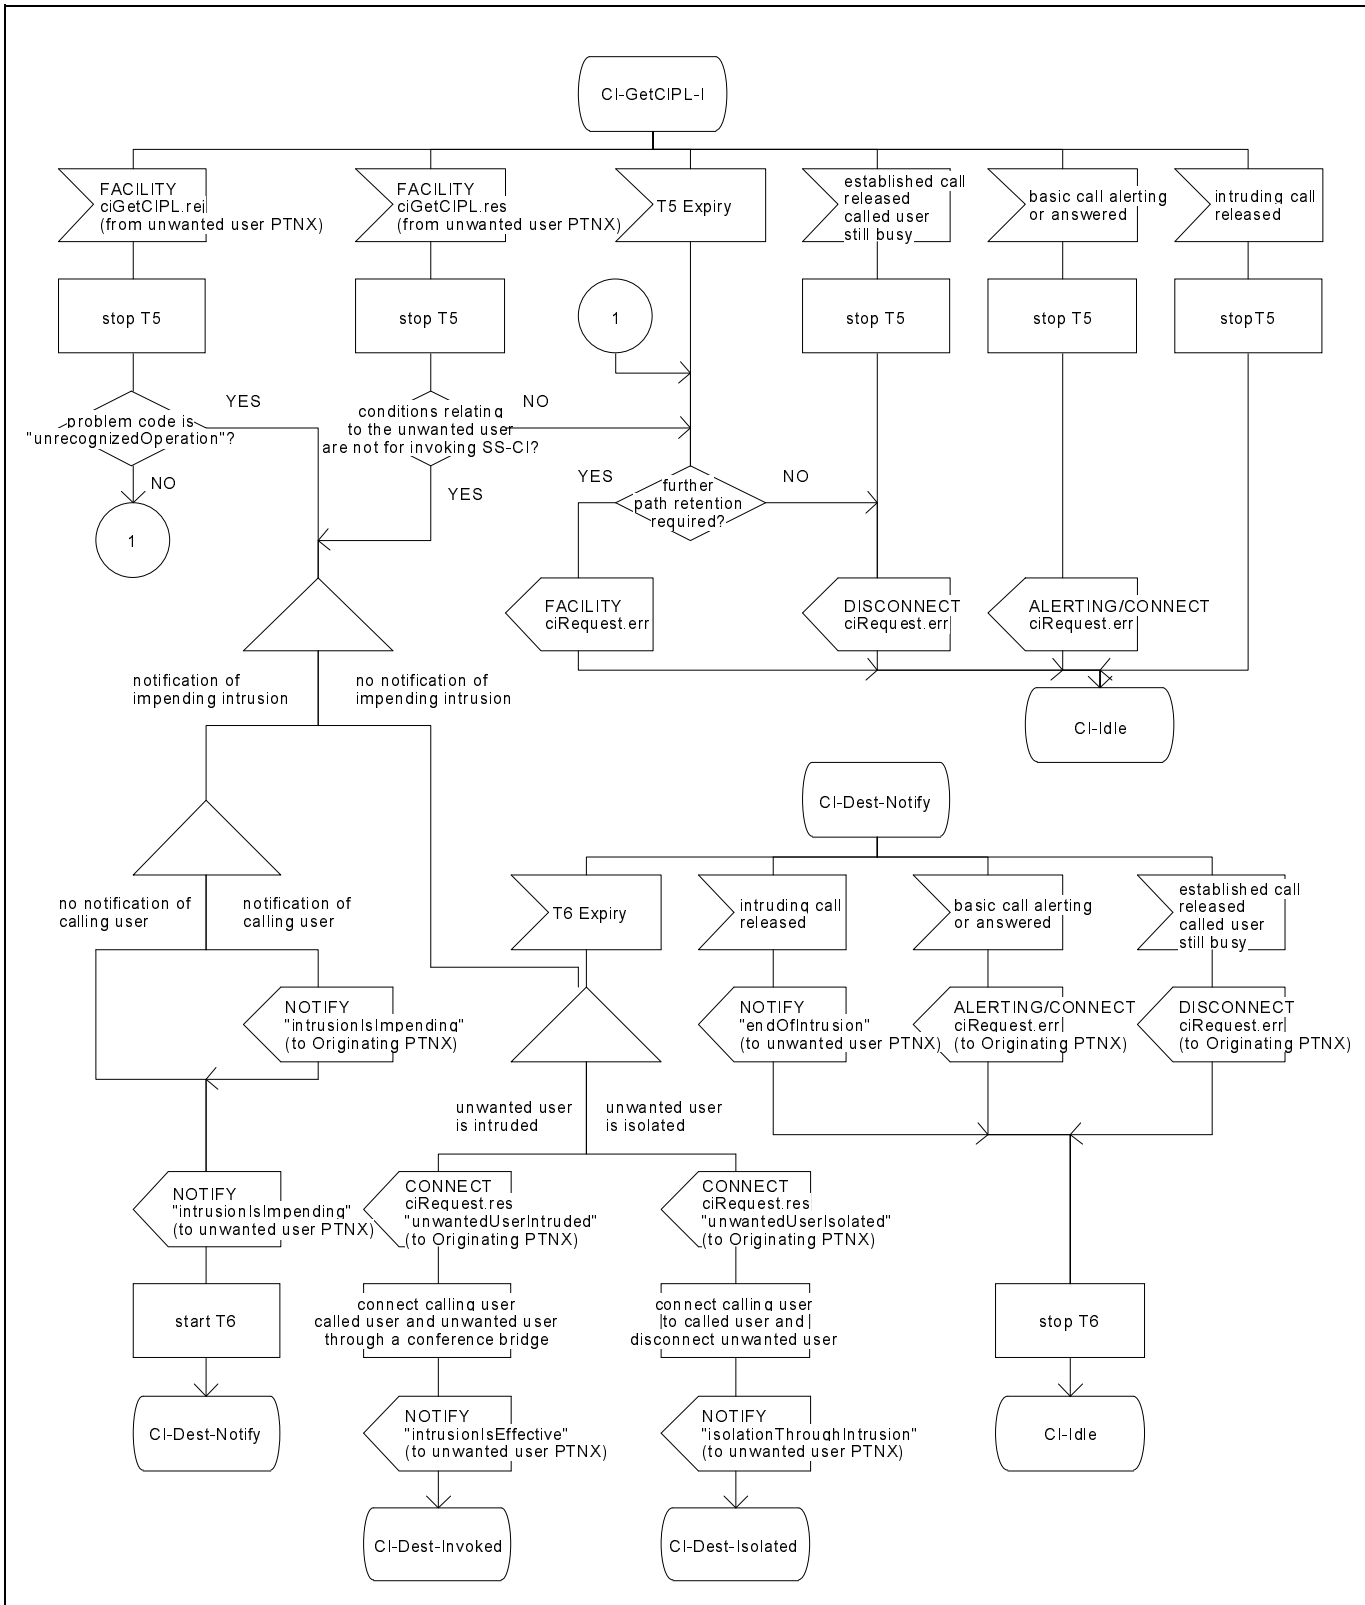 CI-GetCIPL-I
FACILITY
ciGetCIPL.rej
(from unwanted user PTNX)
FACILITY
ciGetCIPL.res
(from unwanted user PTNX)
T5 Expiry
established call
released
called user
still busy
basic call alerting
or answered
intruding call
released
stop T5
stop T5
1
stop T5
stop T5
stopT5
problem code is
"unrecognizedOperation"?
YES
NO
1
conditions relating
to the unwanted user
are not for invoking SS-CI?
NO
YES
YES
further
path retention
required?
NO
FACILITY
ciRequest.err
DISCONNECT
ciRequest.err
ALERTING/CONNECT
ciRequest.err
CI-Idle
notification of
impending intrusion
no notification of
impending intrusion
CI-Dest-Notify
no notification of
calling user
notification of
calling user
T6 Expiry
intruding call
released
basic call alerting
or answered
established call
released
called user
still busy
NOTIFY
"intrusionIsImpending"
(to Originating PTNX)
NOTIFY
"endOfIntrusion"
(to unwanted user PTNX)
ALERTING/CONNECT
ciRequest.err
(to Originating PTNX)
DISCONNECT
ciRequest.err
(to Originating PTNX)
unwanted user
is intruded
unwanted user
is isolated
NOTIFY
"intrusionIsImpending"
(to unwanted user PTNX)
CONNECT
ciRequest.res
"unwantedUserIntruded"
(to Originating PTNX)
CONNECT
ciRequest.res
"unwantedUserIsolated"
(to Originating PTNX)
start T6
connect calling user
called user and unwanted user
through a conference bridge
connect calling user
to called user and
disconnect unwanted user
stop T6
CI-Dest-Notify
NOTIFY
"intrusionIsEffective"
(to unwanted user PTNX)
NOTIFY
"isolationThroughIntrusion"
(to unwanted user PTNX)
CI-Idle
CI-Dest-Invoked
CI-Dest-Isolated